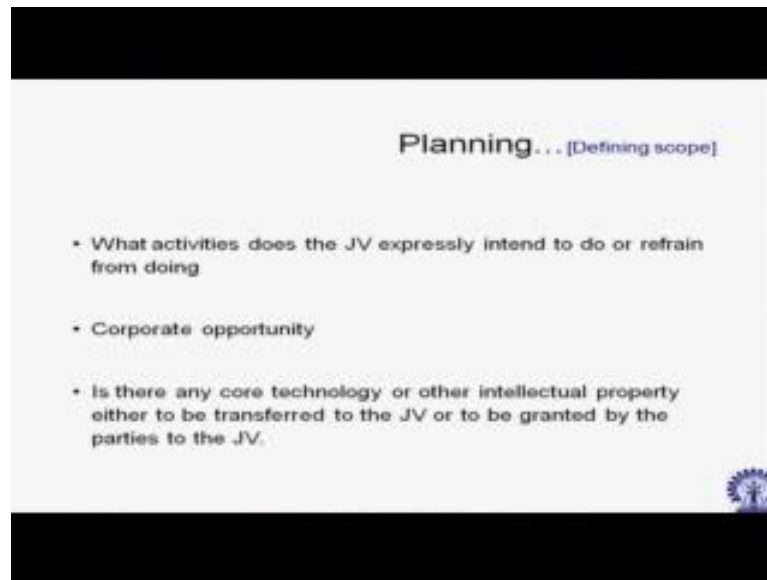 Planning... [Defining scope]
• What activities does the JV expressly intend to do or refrain
from doing
• Corporate opportunity
• Is there any core technology or other intellectual property
either to be transferred to the JV or to be granted by the
parties to the JV.